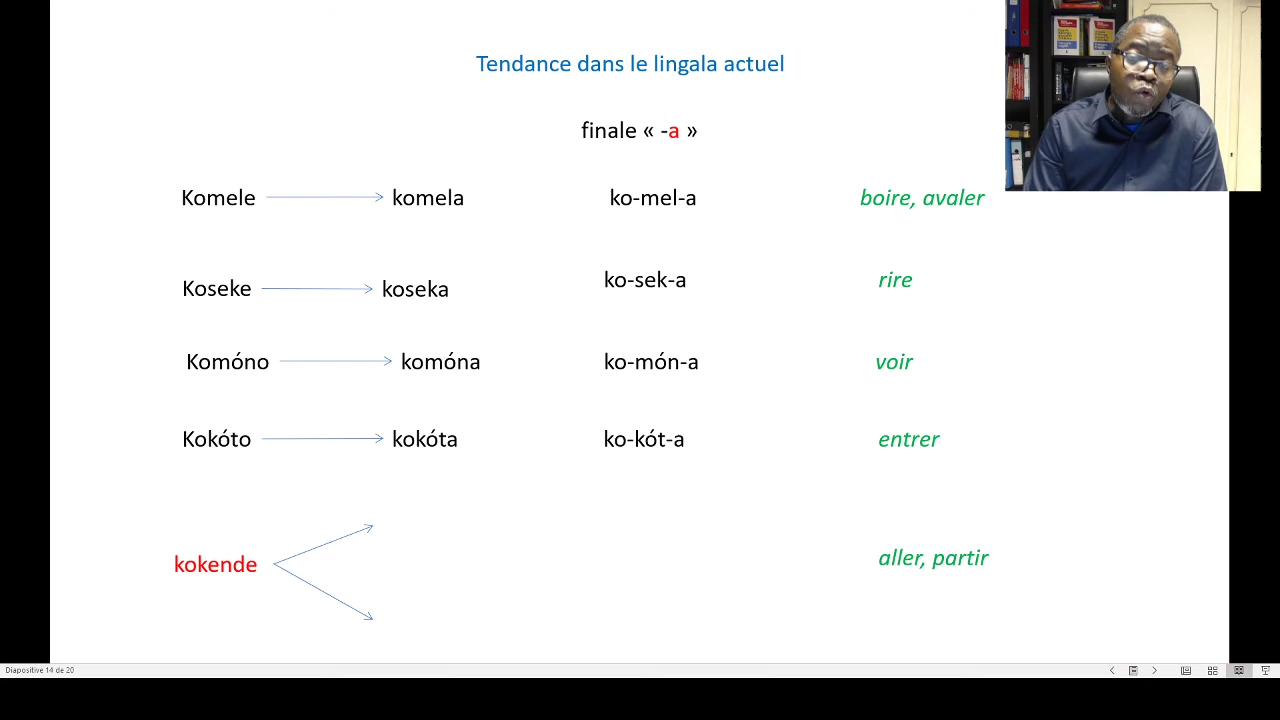 Tendance dans le lingala actuel
finale « -a »
Komele komela ko-mel-a boire, avaler
Koseke koseka ko-sek-a rire
Komóno komóna ko-món-a voir
Kokóto kokóta ko-kót-a entrer
kokende aller, partir
Diapositive 14 de 20